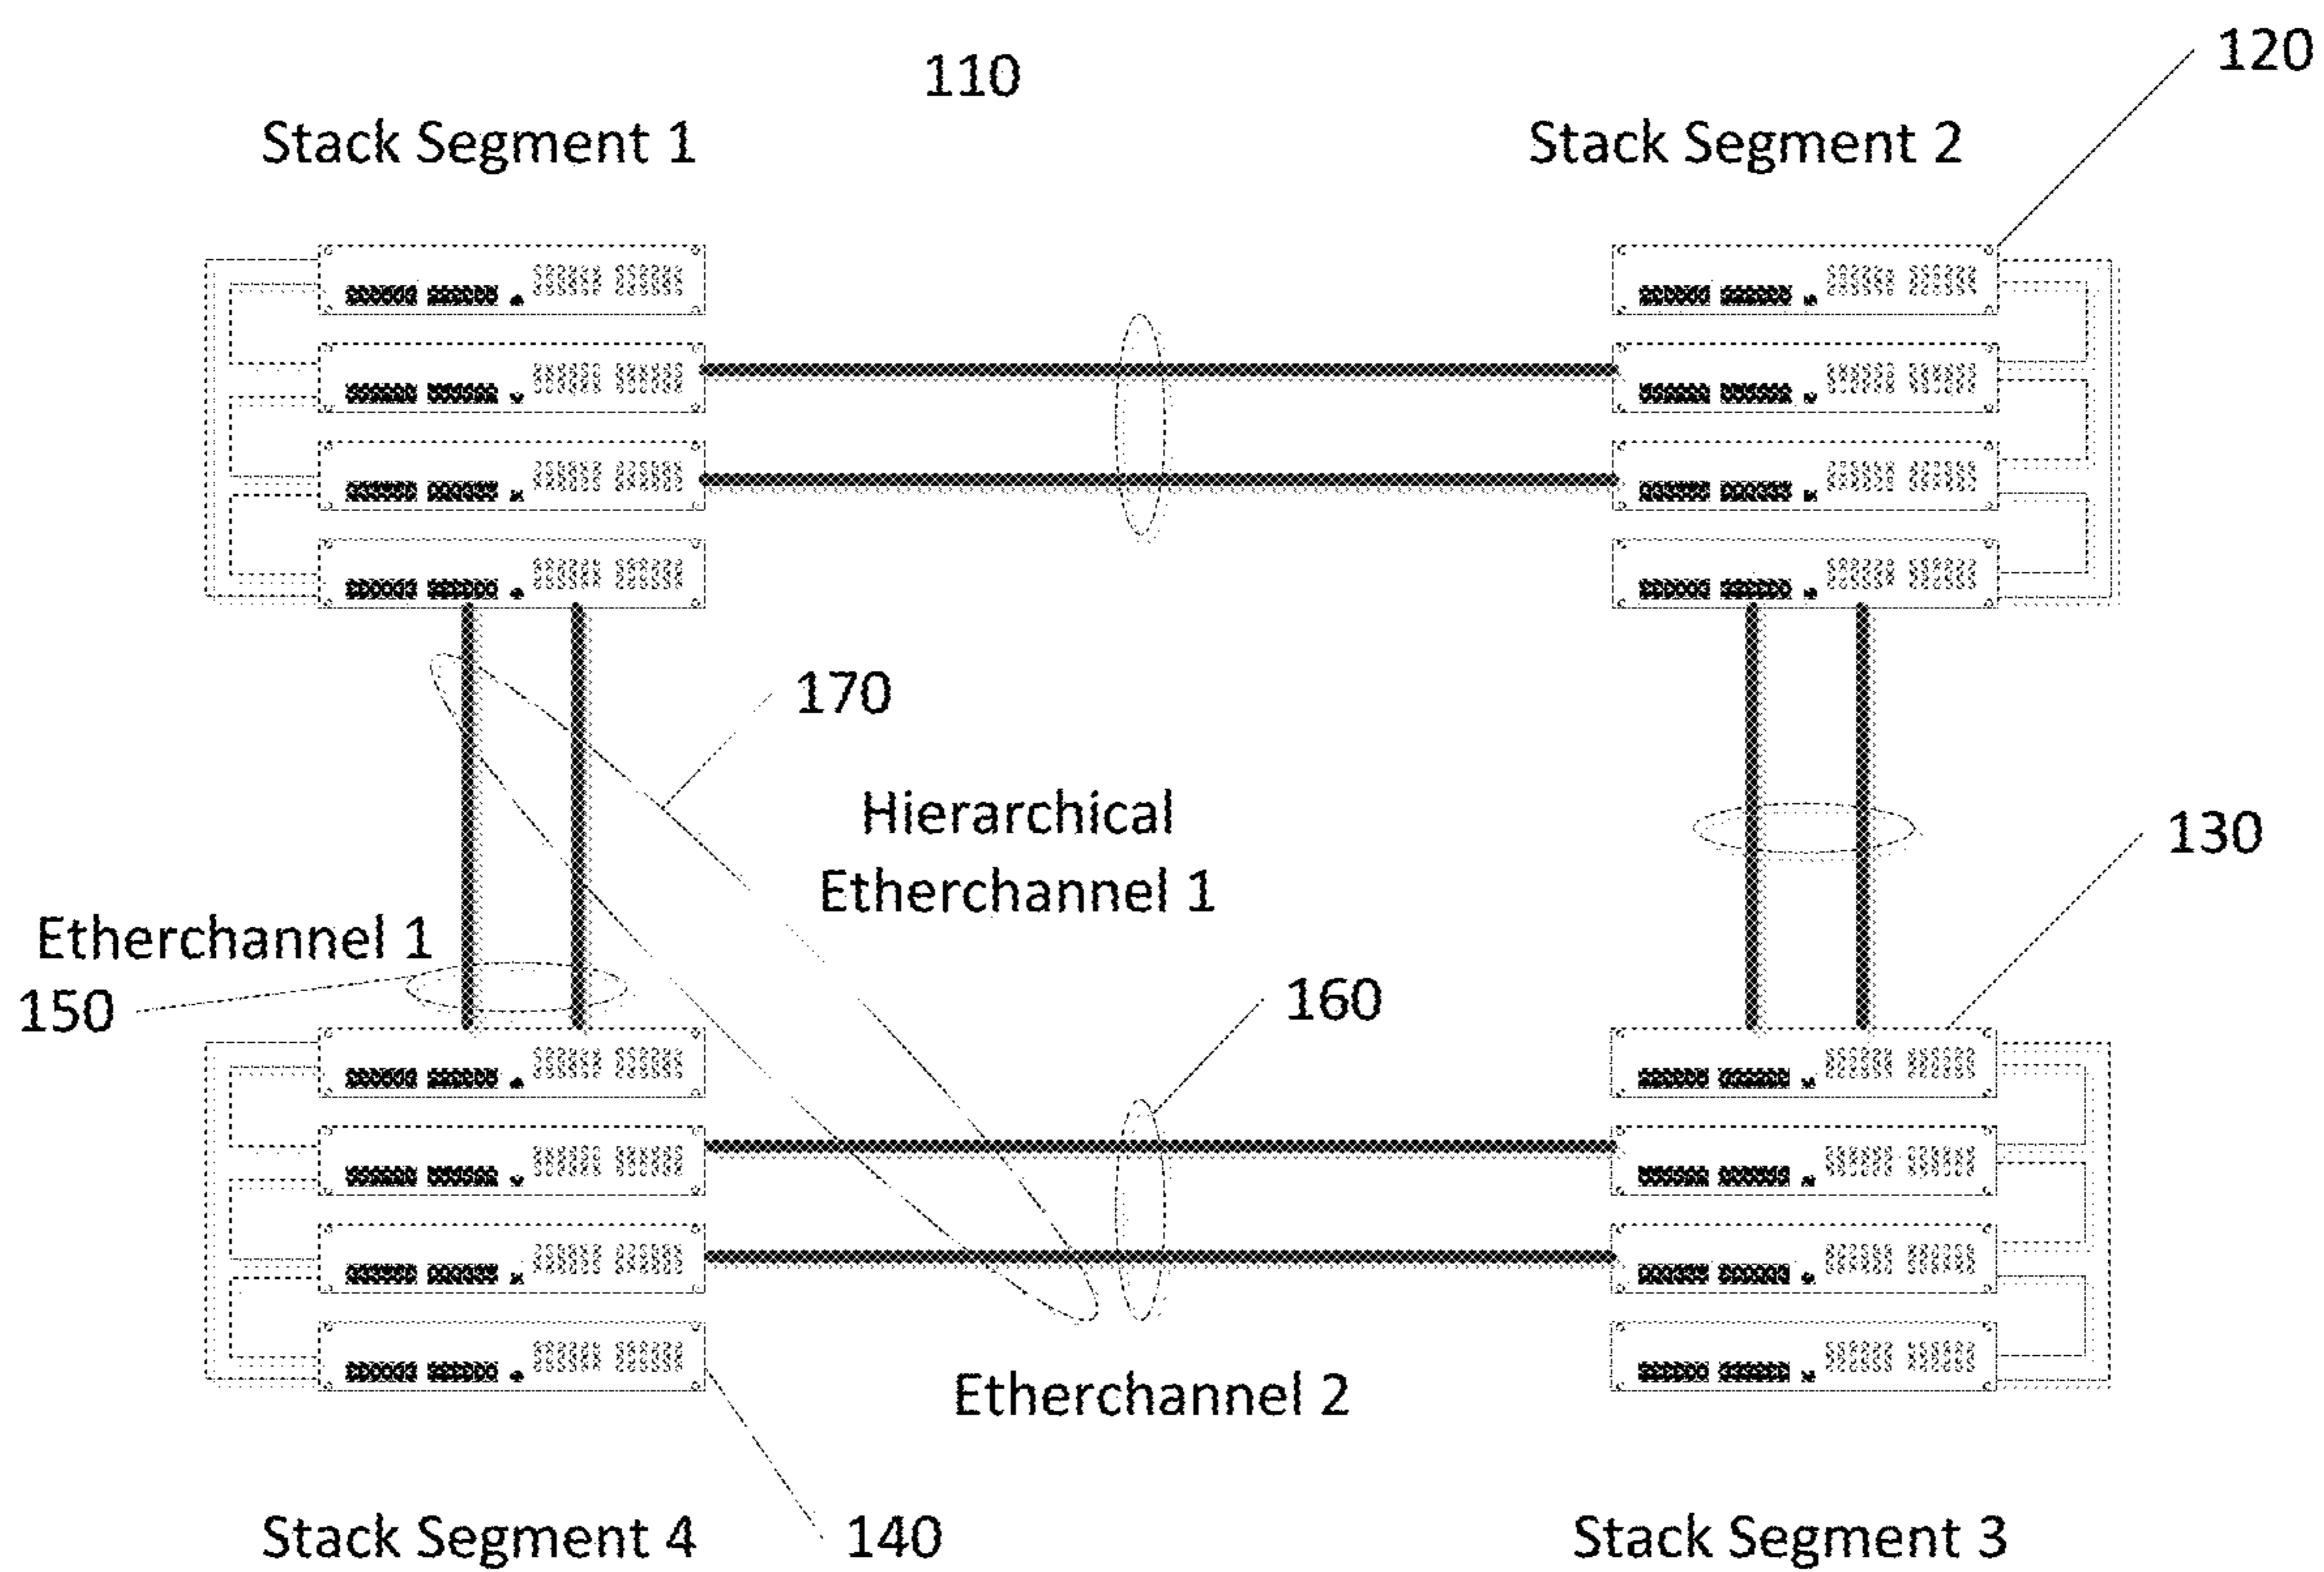 110
120
Stack Segment 1
Stack Segment 2
170
Hierarchical
Etherchannel 1
130
Etherchannel 1
150
160
Etherchannel 2
Stack Segment 4
140
Stack Segment 3